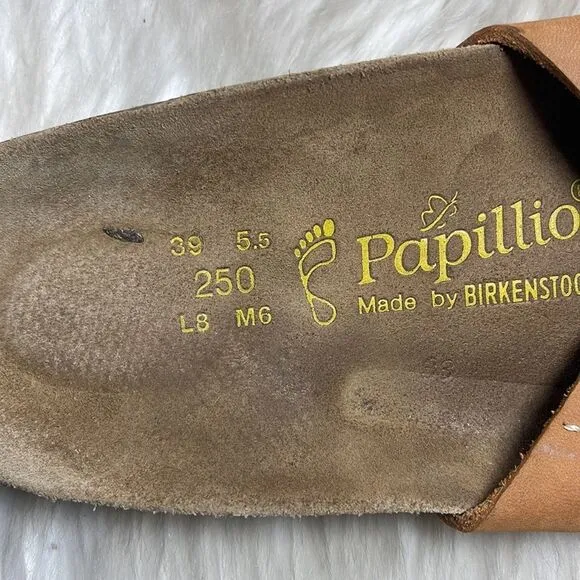 39 5.5
250
L8 M6
Papillio®
Made by BIRKENSTOC